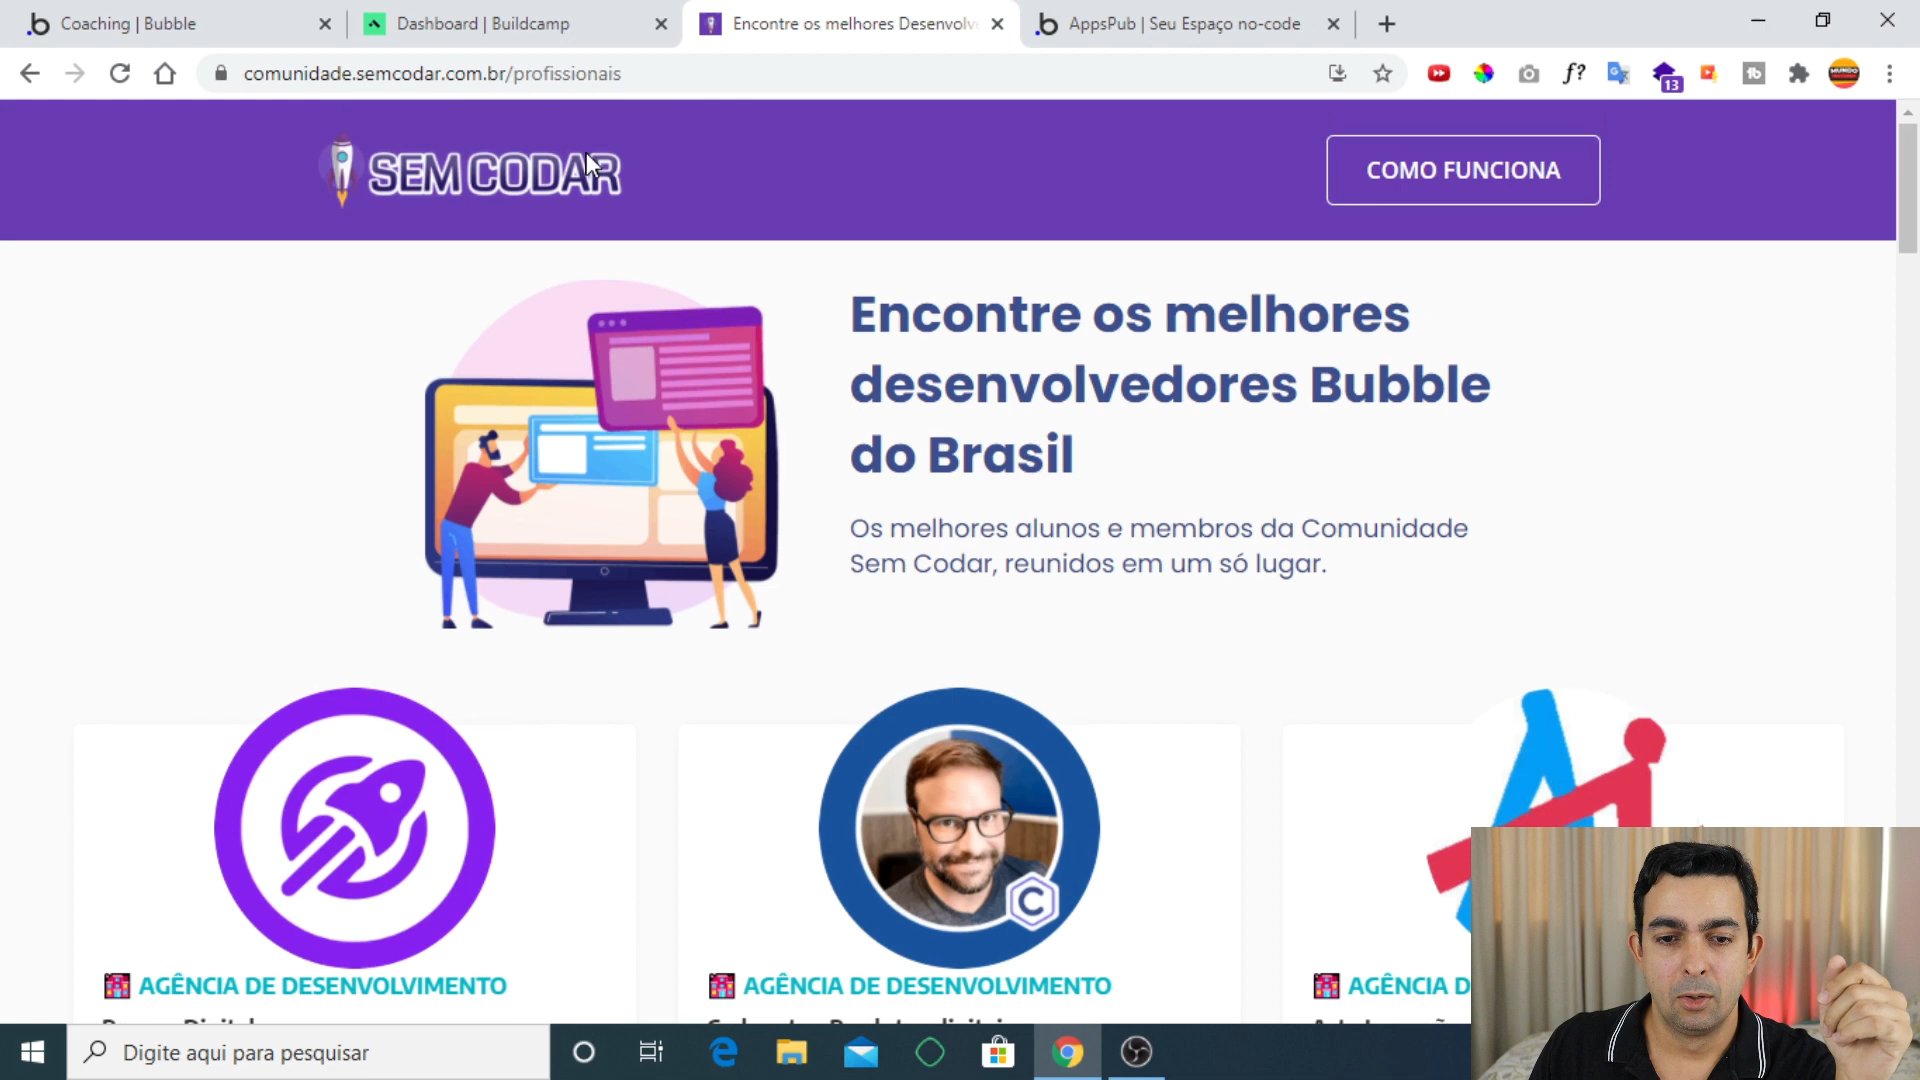 Coaching | Bubble
Dashboard | Buildcamp
Encontre os melhores Desenvolv
AppsPub | Seu Espaço no-code
comunidade.semcodar.com.br/profissionais
f?
13
SEM CODAR
COMO FUNCIONA
Encontre os melhores
desenvolvedores Bubble
do Brasil
Os melhores alunos e membros da Comunidade
Sem Codar, reunidos em um só lugar.
C
AGÊNCIA DE DESENVOLVIMENTO
AGÊNCIA DE DESENVOLVIMENTO
AGÊNCIA D
Digite aqui para pesquisar